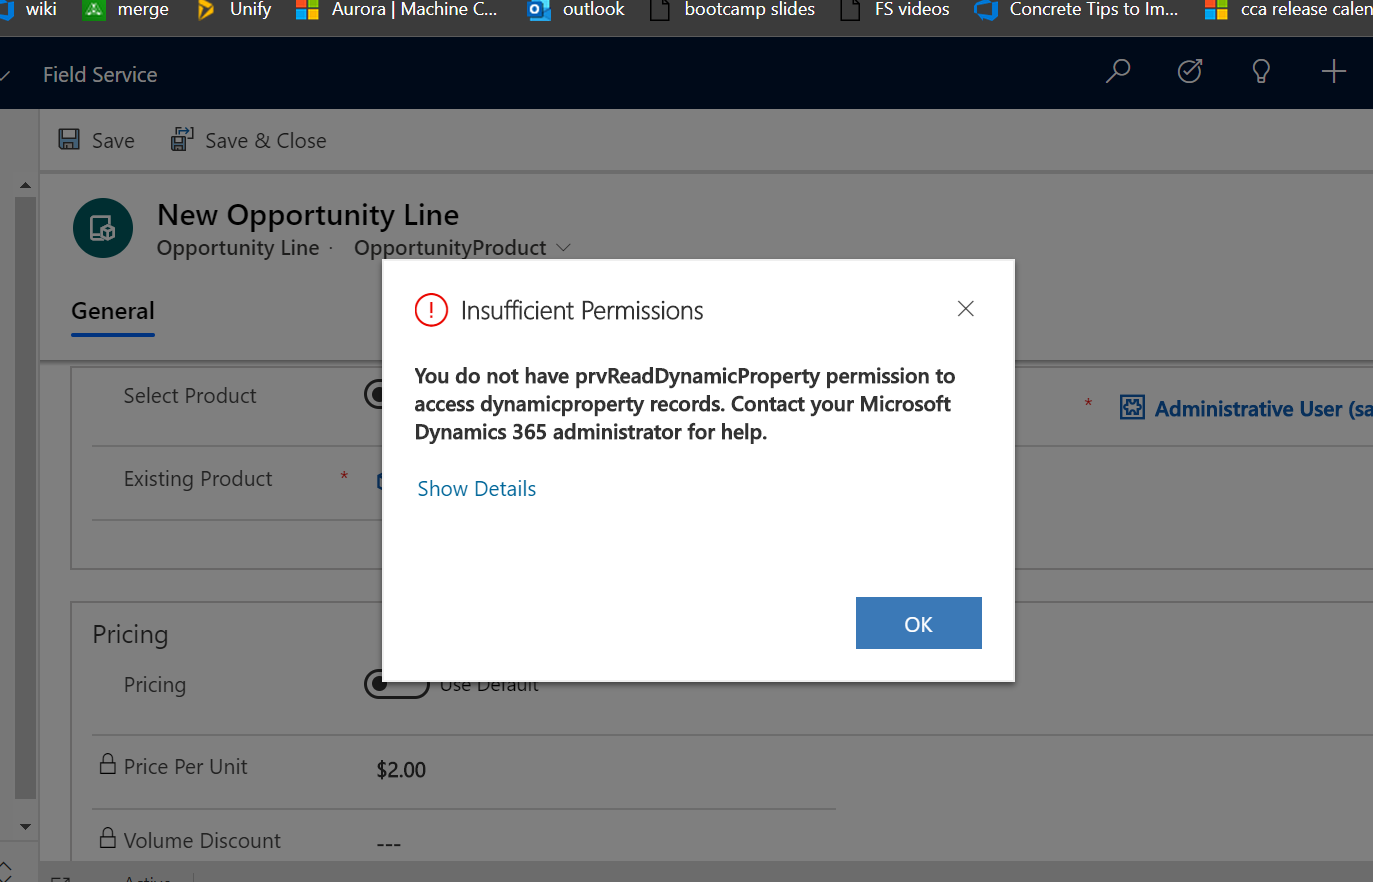 wiki merge Unify Aurora | Machine C... outlook bootcamp slides FS videos Concrete Tips to Im... cca release calen
Field Service
Save Save & Close
New Opportunity Line
Opportunity Line · OpportunityProduct
General
Insufficient Permissions
You do not have prvReadDynamicProperty permission to
access dynamicproperty records. Contact your Microsoft
Dynamics 365 administrator for help.
Show Details
OK
Select Product
* Administrative User (sa
Existing Product *
Pricing
Pricing Use Default
Price Per Unit $2.00
Volume Discount ---
Active